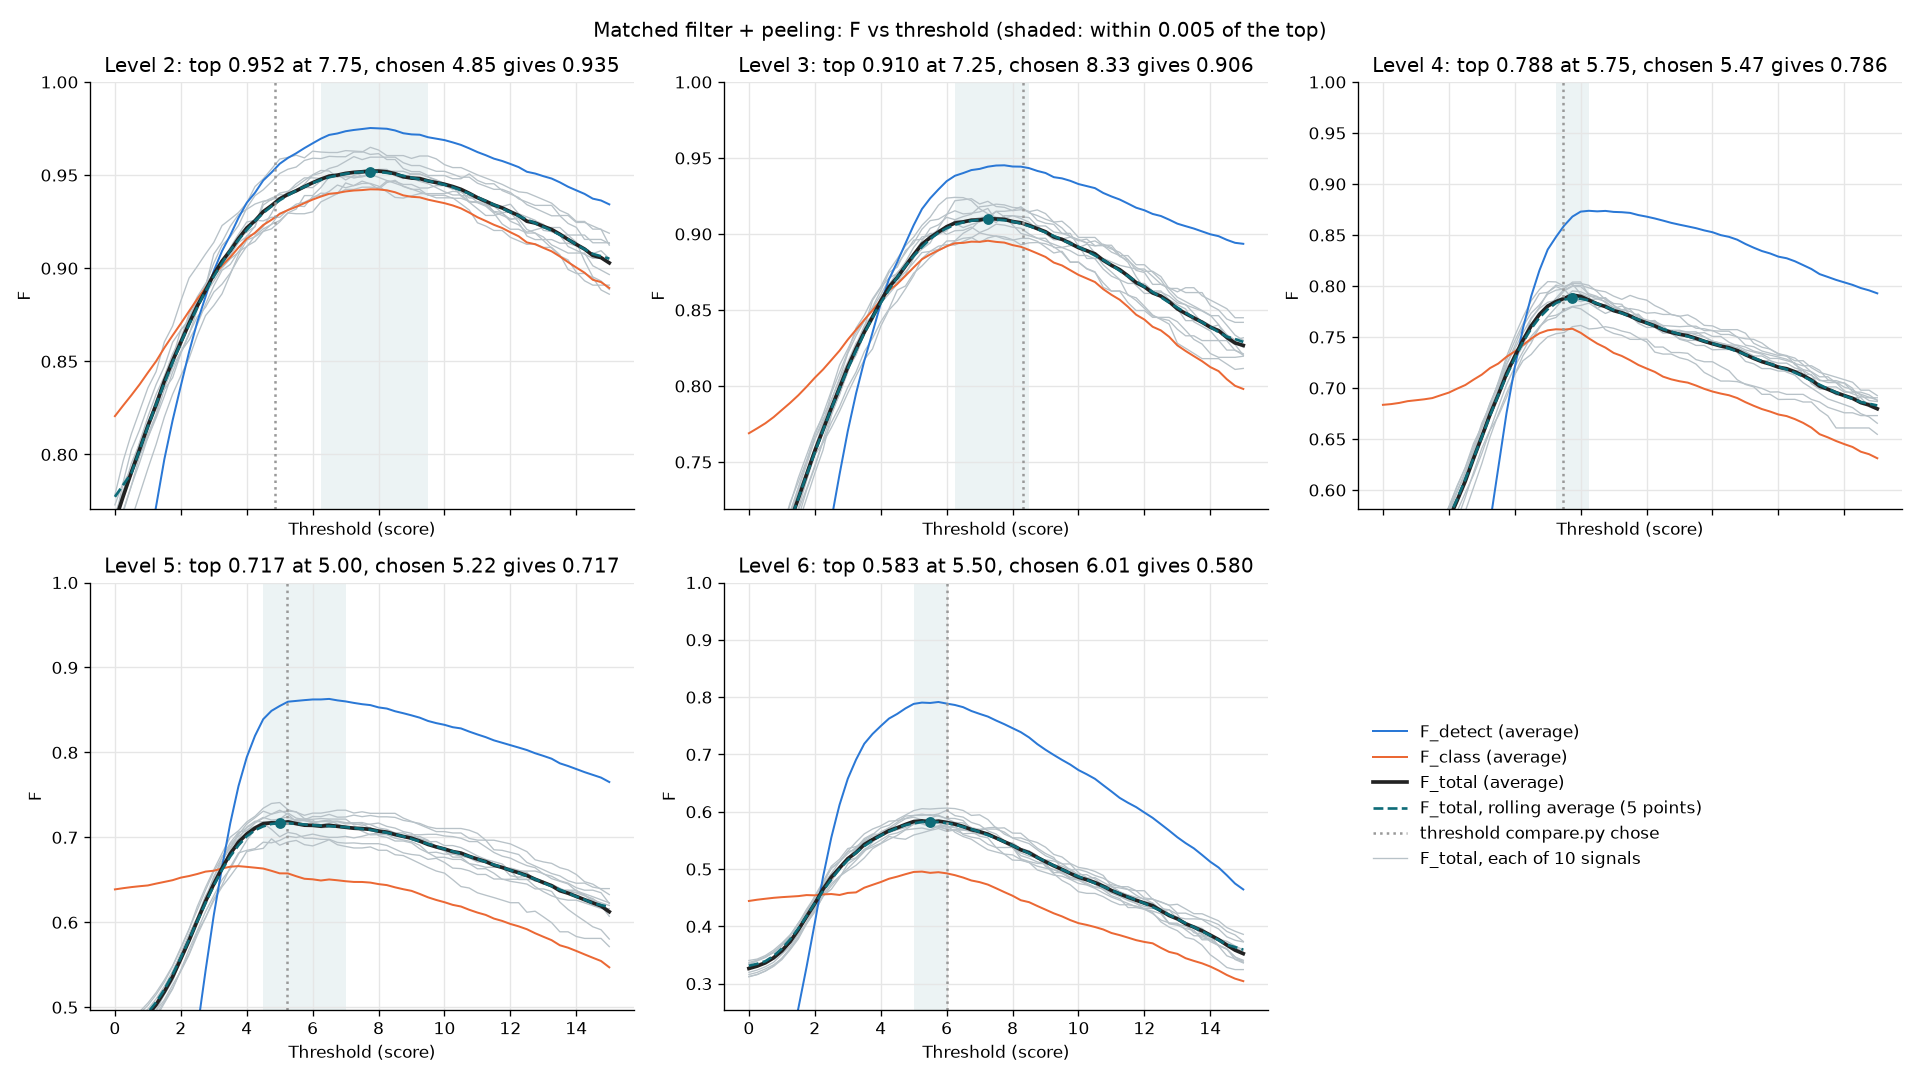 Matched filter + peeling: F vs threshold (shaded: within 0.005 of the top)
Level 2: top 0.952 at 7.75, chosen 4.85 gives 0.935
1.00
0.95
0.90
0.85
0.80
F
Threshold (score)
Level 3: top 0.910 at 7.25, chosen 8.33 gives 0.906
1.00
0.95
0.90
0.85
0.80
0.75
F
Threshold (score)
Level 4: top 0.788 at 5.75, chosen 5.47 gives 0.786
1.00
0.95
0.90
0.85
0.80
0.75
0.70
0.65
0.60
F
Threshold (score)
Level 5: top 0.717 at 5.00, chosen 5.22 gives 0.717
1.0
0.9
0.8
0.7
0.6
0.5
F
0 2 4 6 8 10 12 14
Threshold (score)
Level 6: top 0.583 at 5.50, chosen 6.01 gives 0.580
1.0
0.9
0.8
0.7
0.6
0.5
0.4
0.3
F
0 2 4 6 8 10 12 14
Threshold (score)
F_detect (average)
F_class (average)
F_total (average)
F_total, rolling average (5 points)
threshold compare.py chose
F_total, each of 10 signals